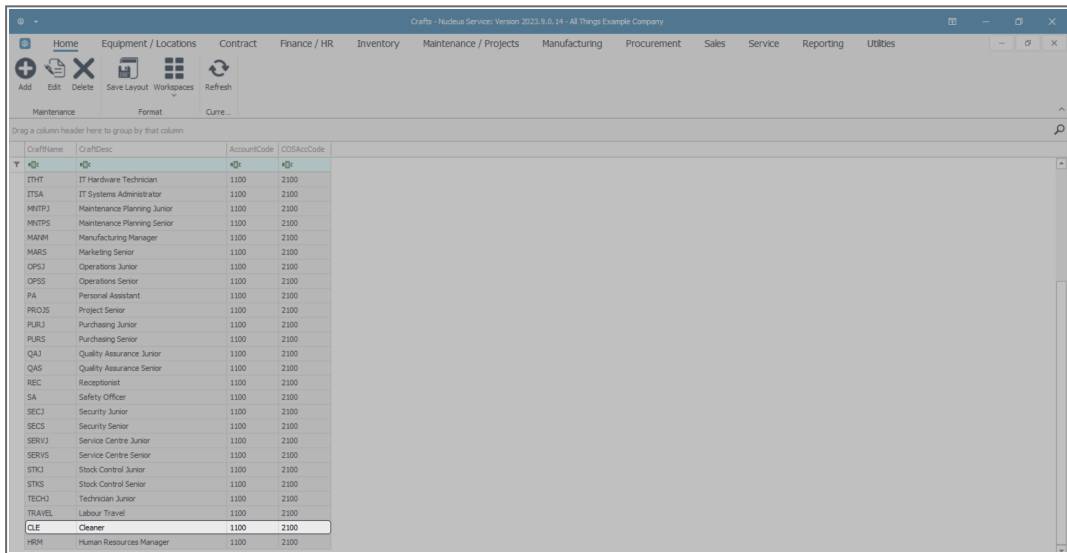 Crafts - Nucleus Service: Version 2023.9.0.14 - All Things Example Company
Home Equipment / Locations Contract Finance / HR Inventory Maintenance / Projects Manufacturing Procurement Sales Service Reporting Utilities
Add Edit Delete Save Layout Workspaces Refresh
Maintenance Format Curre...
Drag a column header here to group by that column
CraftName CraftDesc AccountCode COSAccCode
ITHT IT Hardware Technician 1100 2100
ITSA IT Systems Administrator 1100 2100
MNTPJ Maintenance Planning Junior 1100 2100
MNTPS Maintenance Planning Senior 1100 2100
MANM Manufacturing Manager 1100 2100
MARS Marketing Senior 1100 2100
OPSJ Operations Junior 1100 2100
OPSS Operations Senior 1100 2100
PA Personal Assistant 1100 2100
PROJS Project Senior 1100 2100
PURJ Purchasing Junior 1100 2100
PURS Purchasing Senior 1100 2100
QAJ Quality Assurance Junior 1100 2100
QAS Quality Assurance Senior 1100 2100
REC Receptionist 1100 2100
SA Safety Officer 1100 2100
SECJ Security Junior 1100 2100
SECS Security Senior 1100 2100
SERVJ Service Centre Junior 1100 2100
SERVS Service Centre Senior 1100 2100
STKJ Stock Control Junior 1100 2100
STKS Stock Control Senior 1100 2100
TECHJ Technician Junior 1100 2100
TRAVEL Labour Travel 1100 2100
CLE Cleaner 1100 2100
HRM Human Resources Manager 1100 2100